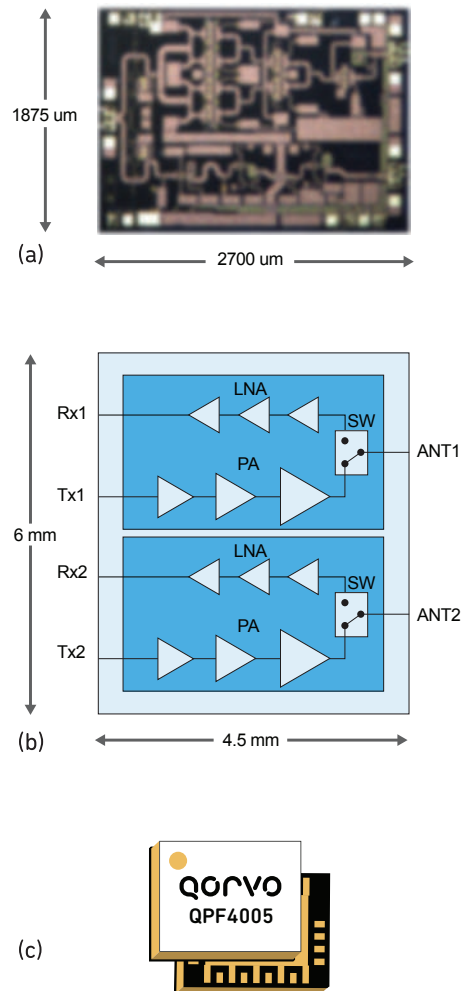 1875 um
(a)
2700 um
LNA
Rx1
SW
ANT1
PA
Tx1
6 mm
LNA
Rx2
SW
ANT2
PA
Tx2
(b)
4.5 mm
QORVO
QPF4005
(c)